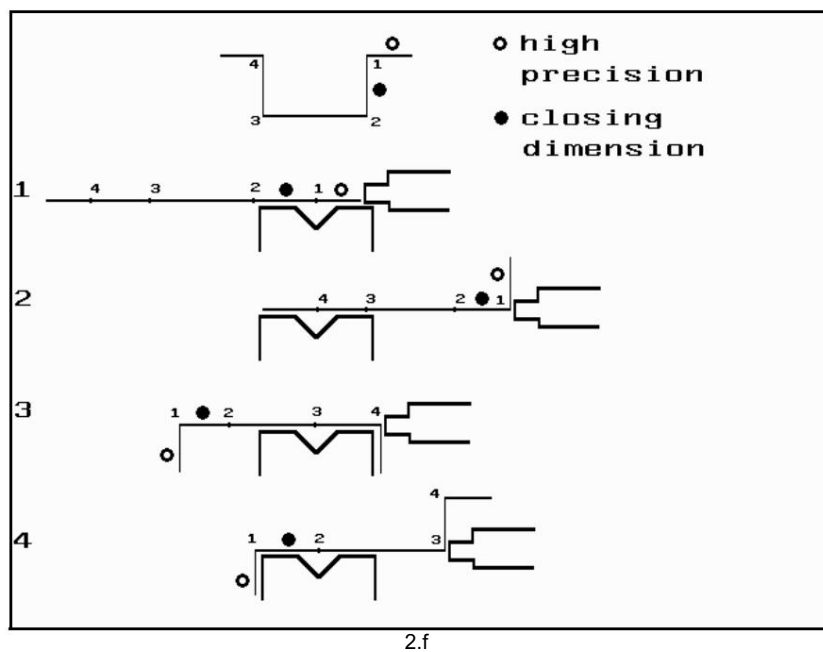 4 1
3 2
high
precision
closing
dimension
1
4 3 2 1
2
4 3 2 1
3
1 2 3 4
4
4
1 2 3
2.f